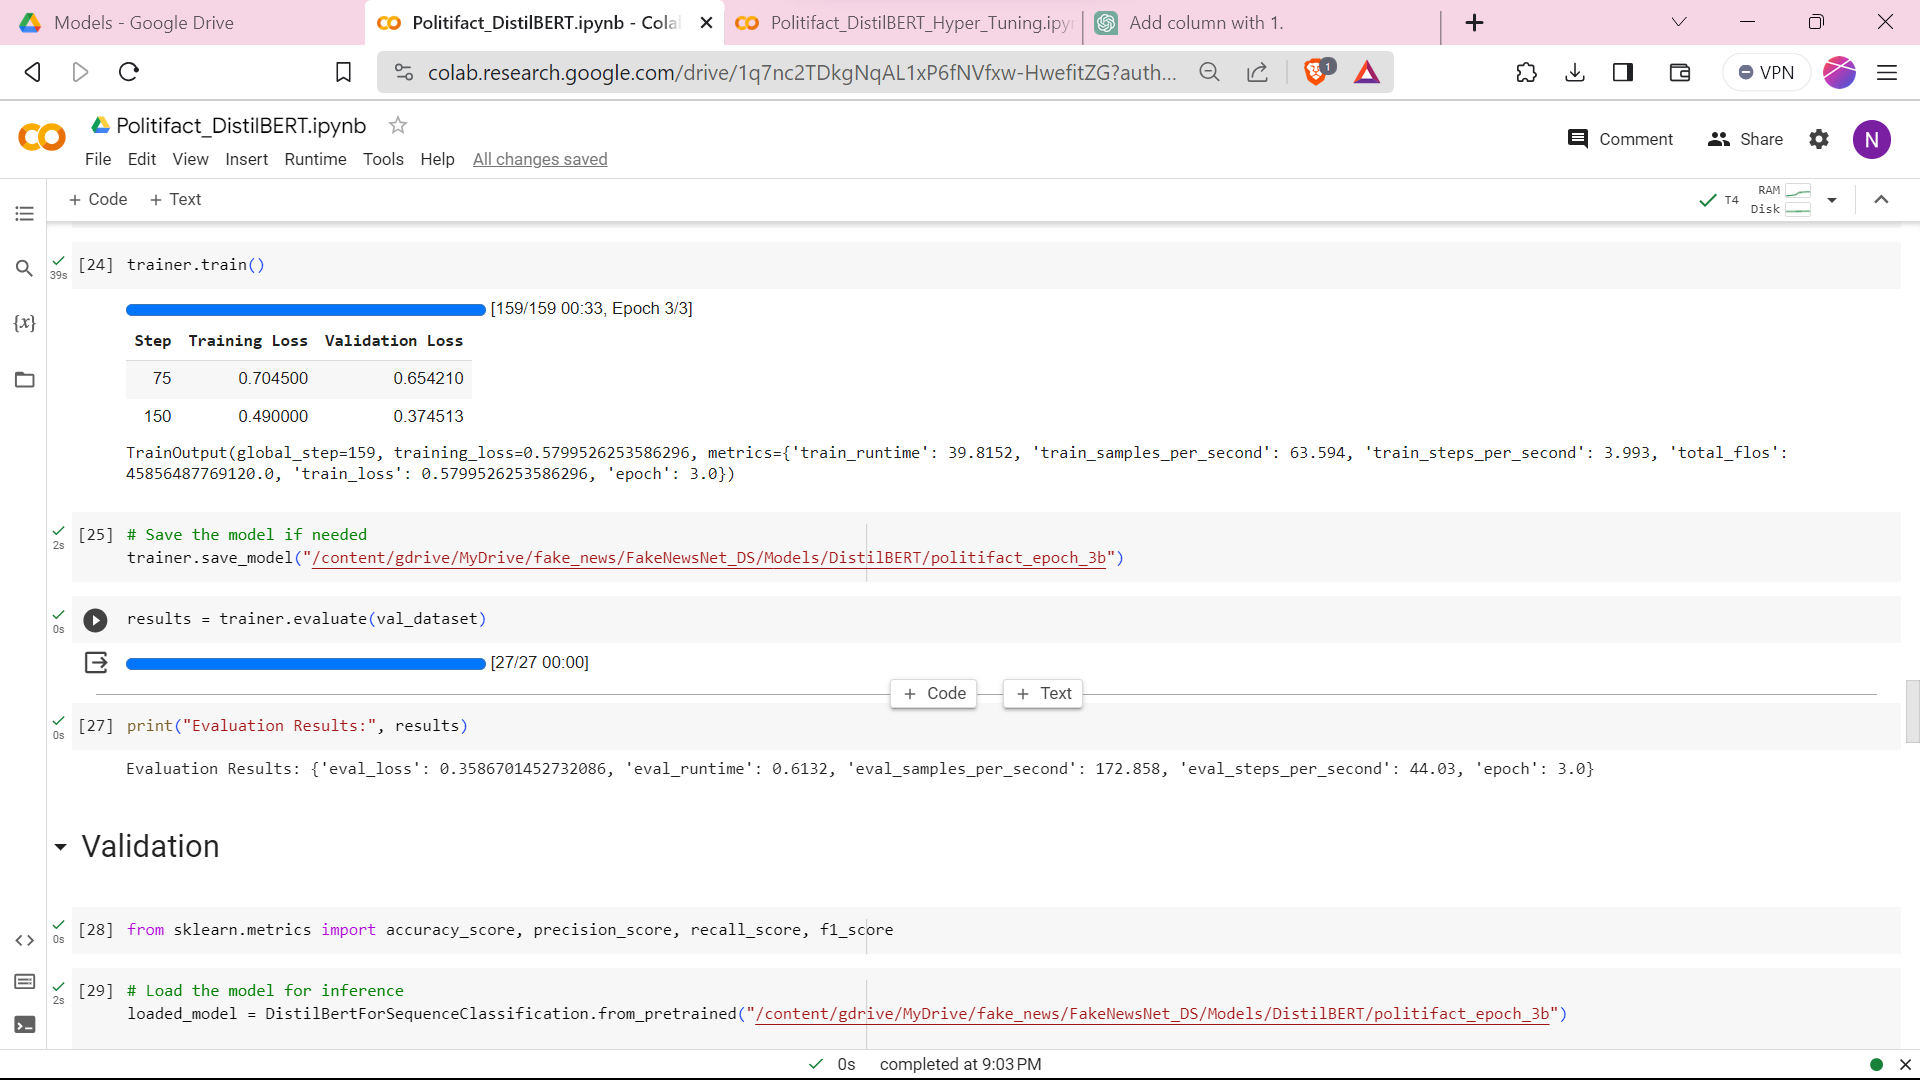 Models - Google Drive
Politifact_DistilBERT.ipynb - Cola
Politifact_DistilBERT_Hyper_Tuning.ipy
Add column with 1.
colab.research.google.com/drive/1q7nc2TDkgNqAL1xP6fNVfxw-HwefitZG?auth...
1
VPN
Politifact_DistilBERT.ipynb
Comment
Share
N
File Edit View Insert Runtime Tools Help All changes saved
+ Code + Text
T4
RAM
Disk
{x}
39s
[24] trainer.train()
[159/159 00:33, Epoch 3/3]
Step Training Loss Validation Loss
75 0.704500 0.654210
150 0.490000 0.374513
TrainOutput(global_step=159, training_loss=0.5799526253586296, metrics={'train_runtime': 39.8152, 'train_samples_per_second': 63.594, 'train_steps_per_second': 3.993, 'total_flos':
45856487769120.0, 'train_loss': 0.5799526253586296, 'epoch': 3.0})
2s
[25] # Save the model if needed
trainer.save_model("/content/gdrive/MyDrive/fake_news/FakeNewsNet_DS/Models/DistilBERT/politifact_epoch_3b")
0s
results = trainer.evaluate(val_dataset)
[27/27 00:00]
+ Code + Text
0s
[27] print("Evaluation Results:", results)
Evaluation Results: {'eval_loss': 0.3586701452732086, 'eval_runtime': 0.6132, 'eval_samples_per_second': 172.858, 'eval_steps_per_second': 44.03, 'epoch': 3.0}
Validation
0s
[28] from sklearn.metrics import accuracy_score, precision_score, recall_score, f1_score
2s
[29] # Load the model for inference
loaded_model = DistilBertForSequenceClassification.from_pretrained("/content/gdrive/MyDrive/fake_news/FakeNewsNet_DS/Models/DistilBERT/politifact_epoch_3b")
0s completed at 9:03 PM